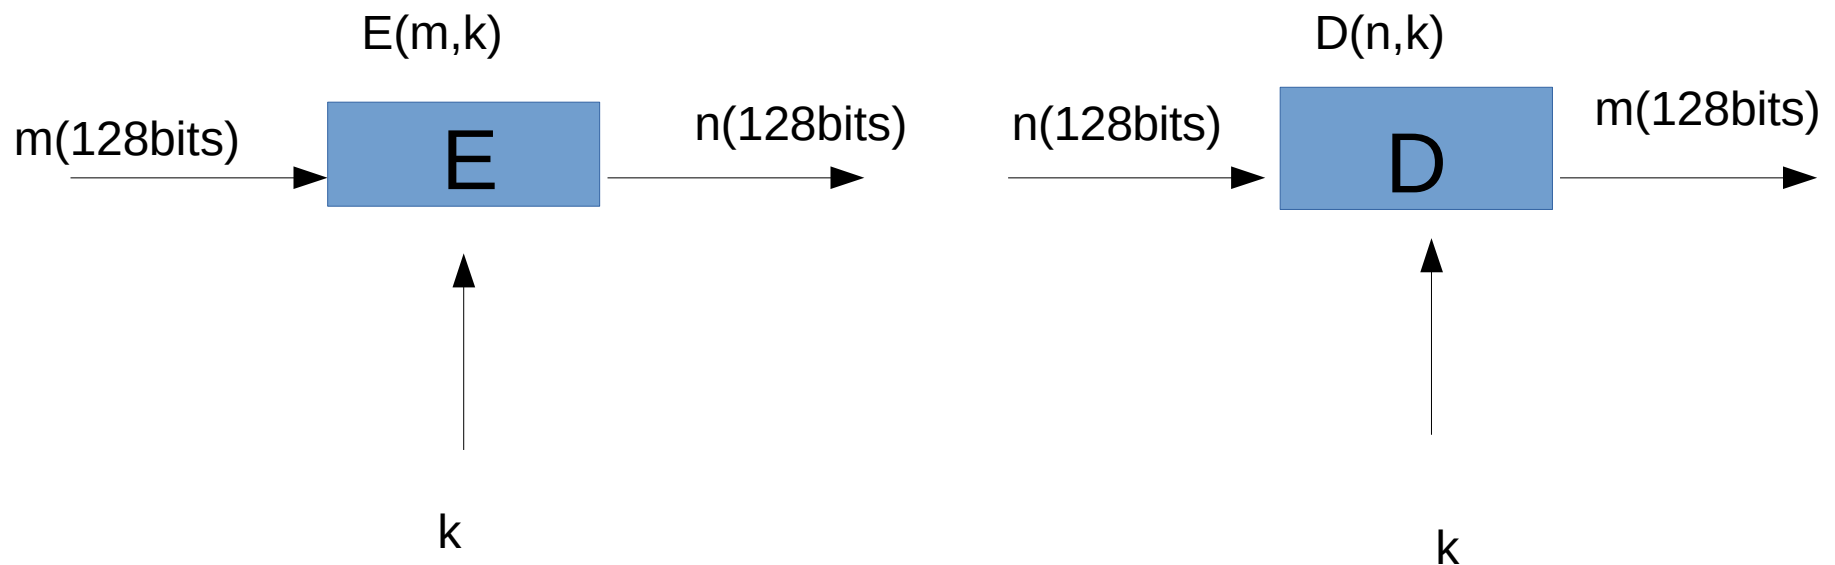 E(m,k)
m(128bits)
E
n(128bits)
k
D(n,k)
n(128bits)
D
m(128bits)
k